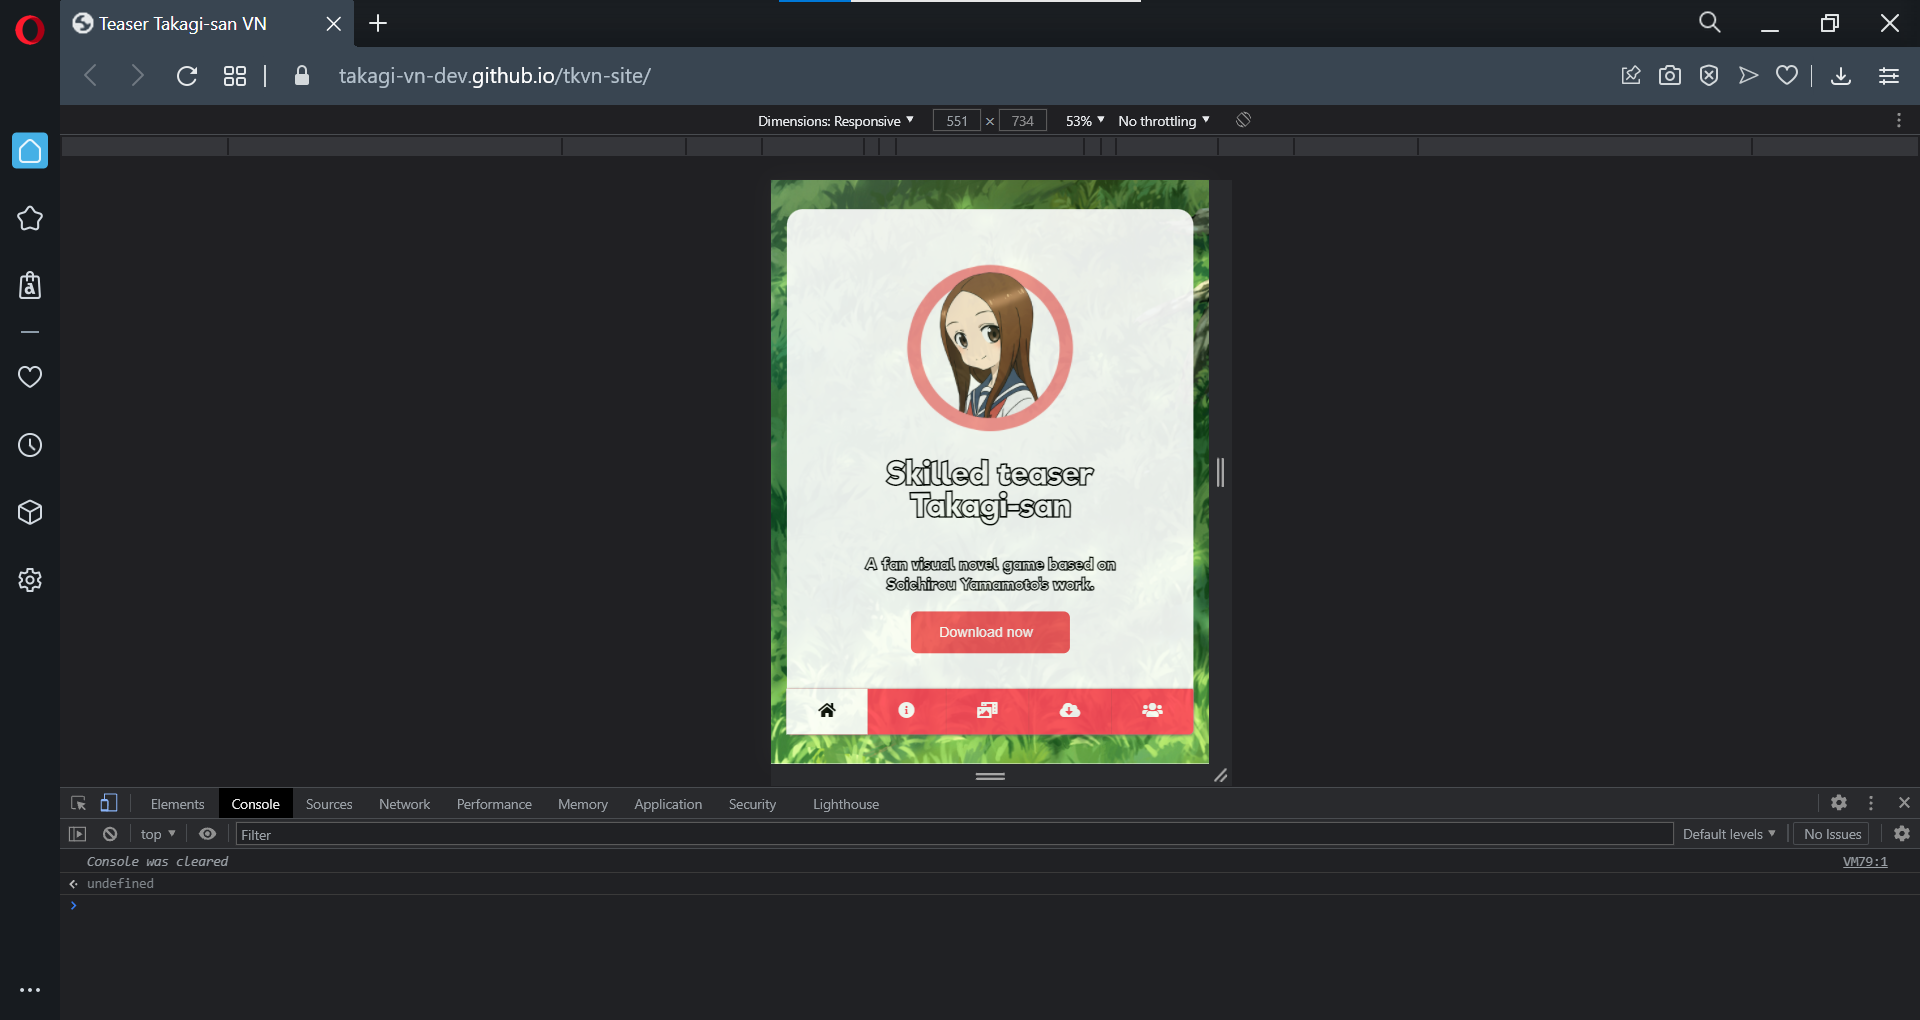 Teaser Takagi-san VN
takagi-vn-dev.github.io/tkvn-site/
Dimensions: Responsive 551 × 734 53% No throttling
Skilled teaser
Takagi-san
A fan visual novel game based on
Soichirou Yamamoto's work.
Download now
Elements Console Sources Network Performance Memory Application Security Lighthouse
top Filter Default levels No Issues
Console was cleared VM79:1
undefined